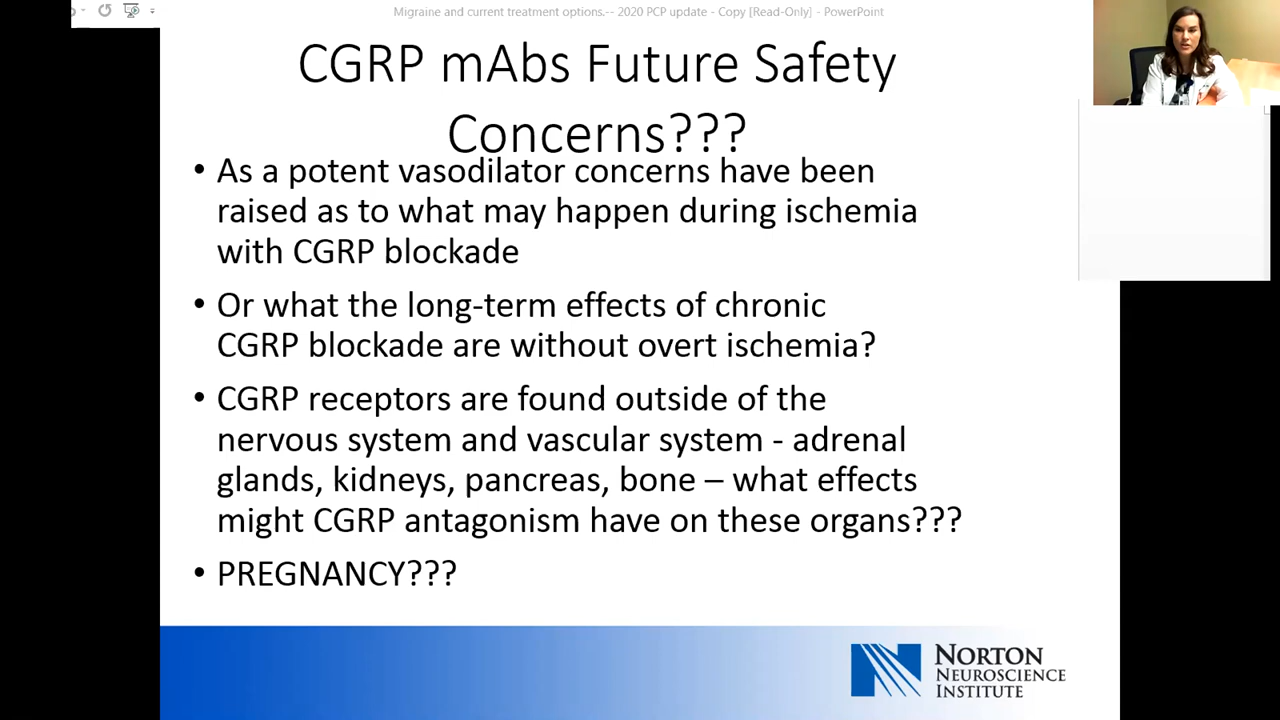 Migraine and current treatment options.-- 2020 PCP update - Copy [Read-Only] - PowerPoint
CGRP mAbs Future Safety
Concerns???
• As a potent vasodilator concerns have been
raised as to what may happen during ischemia
with CGRP blockade
• Or what the long-term effects of chronic
CGRP blockade are without overt ischemia?
• CGRP receptors are found outside of the
nervous system and vascular system - adrenal
glands, kidneys, pancreas, bone – what effects
might CGRP antagonism have on these organs???
• PREGNANCY???
NORTON
NEUROSCIENCE
INSTITUTE